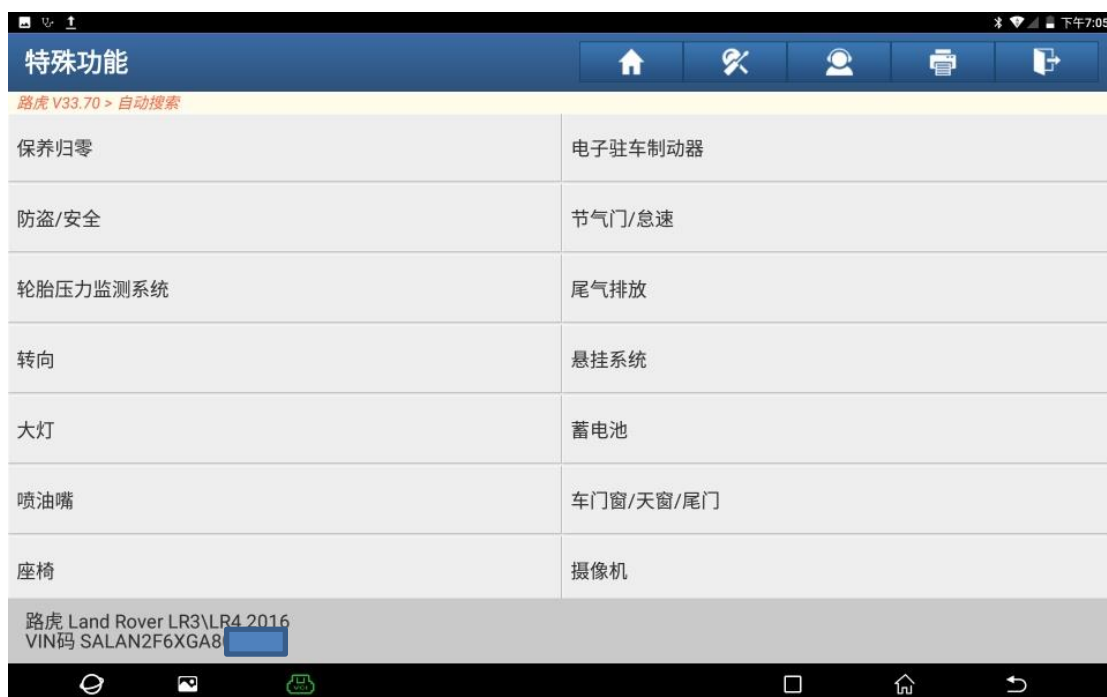 下午7:05
特殊功能
路虎 V33.70 > 自动搜索
保养归零
电子驻车制动器
防盗/安全
节气门/怠速
轮胎压力监测系统
尾气排放
转向
悬挂系统
大灯
蓄电池
喷油嘴
车门窗/天窗/尾门
座椅
摄像机
路虎 Land Rover LR3\LR4 2016
VIN码 SALAN2F6XGA8
VCI